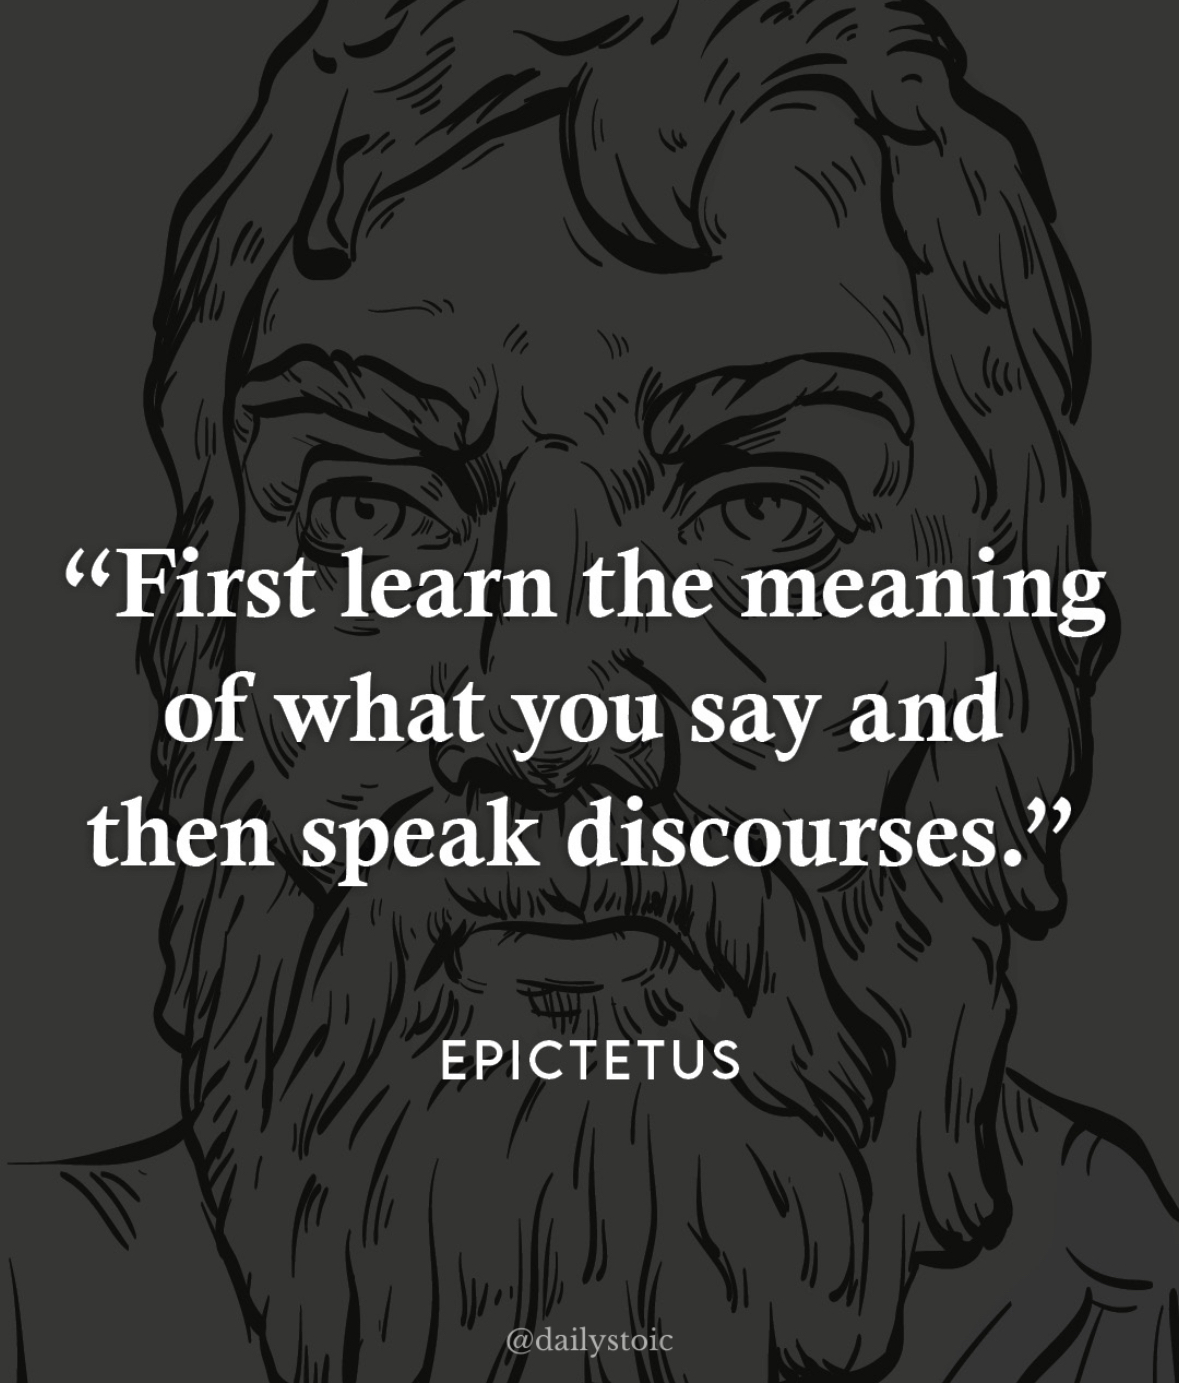 “First learn the meaning
of what you say and
then speak discourses.”
EPICTETUS
@dailystoic